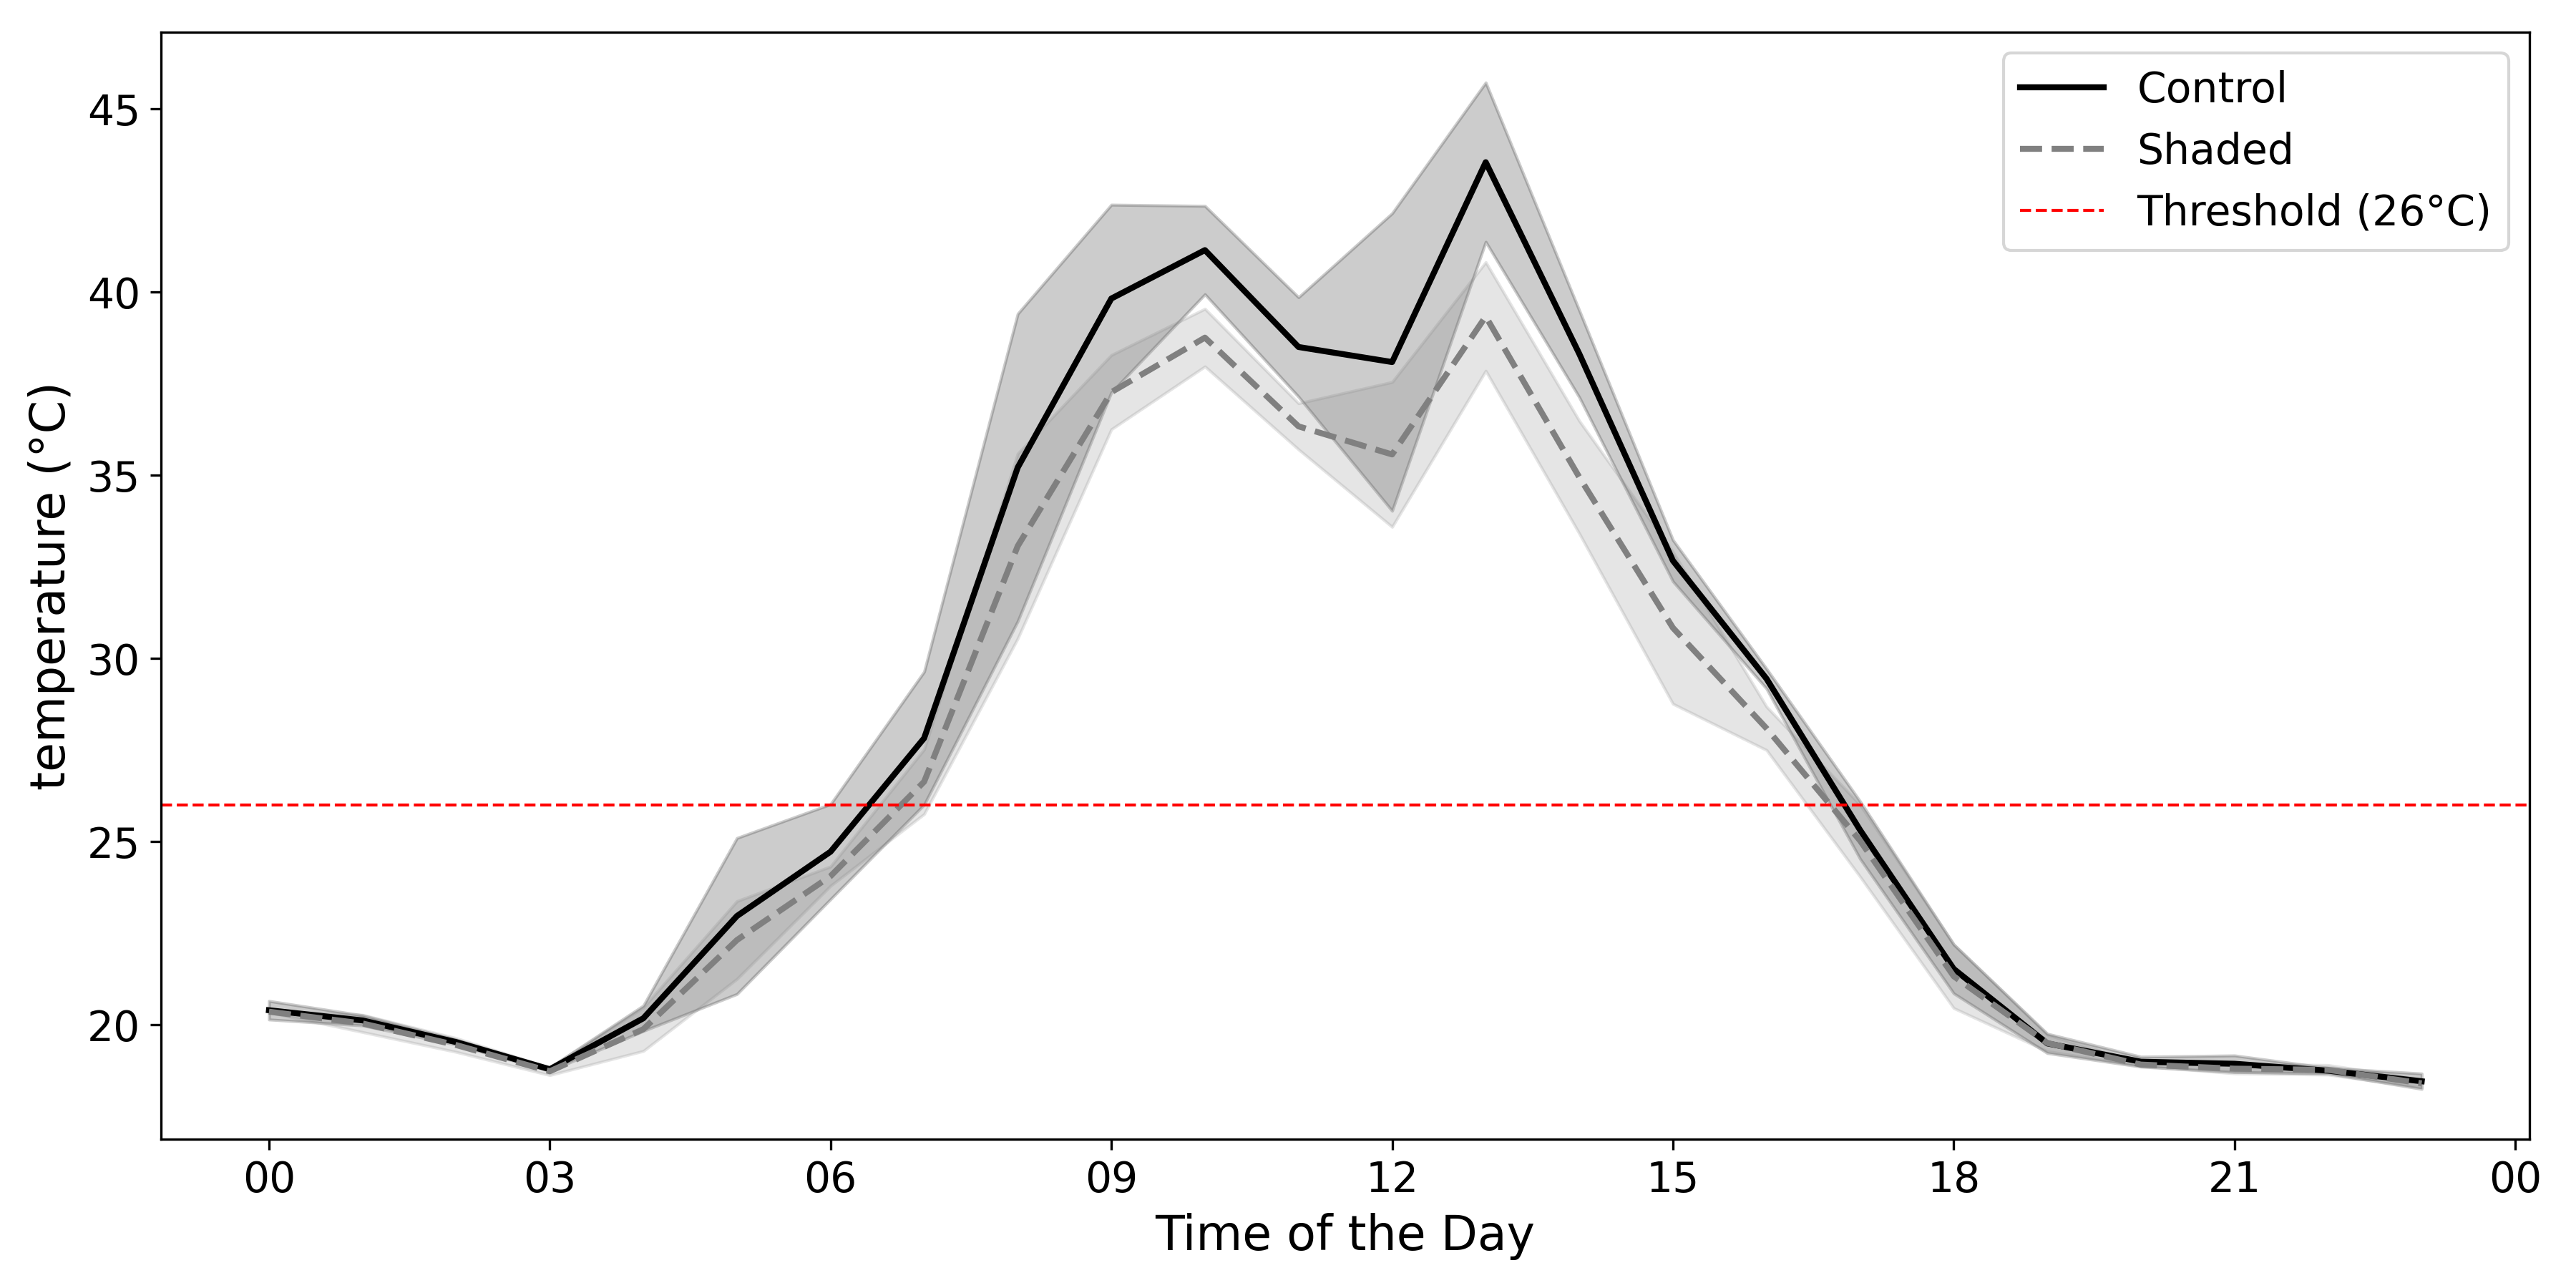 Control
Shaded
Threshold (26°C)
temperature (°C)
45
40
35
30
25
20
00 03 06 09 12 15 18 21 00
Time of the Day